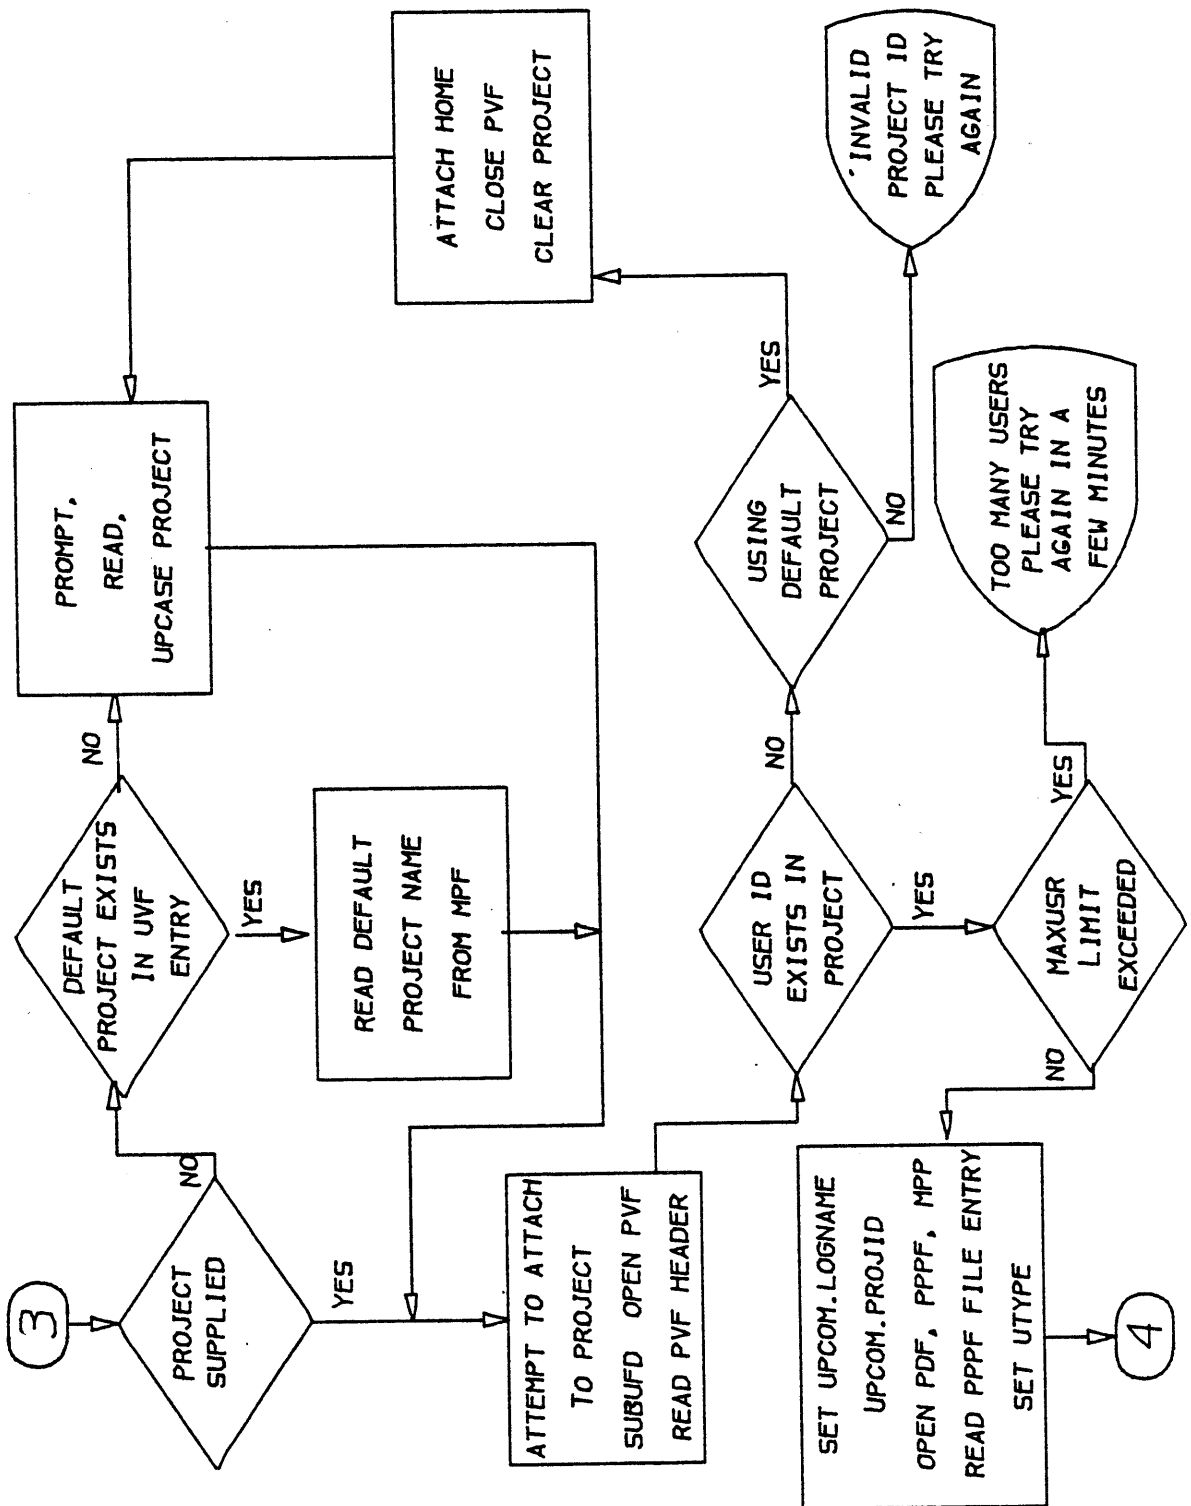 3
PROJECT
SUPPLIED
NO
YES
DEFAULT
PROJECT EXISTS
IN UVF
ENTRY
NO
YES
PROMPT,
READ,
UPCASE PROJECT
READ DEFAULT
PROJECT NAME
FROM MPF
ATTACH HOME
CLOSE PVF
CLEAR PROJECT
ATTEMPT TO ATTACH
TO PROJECT
SUBUFD OPEN PVF
READ PVF HEADER
USER ID
EXISTS IN
PROJECT
NO
YES
USING
DEFAULT
PROJECT
YES
NO
INVALID
PROJECT ID
PLEASE TRY
AGAIN
MAXUSR
LIMIT
EXCEEDED
YES
NO
TOO MANY USERS
PLEASE TRY
AGAIN IN A
FEW MINUTES
SET UPCOM.LOGNAME
UPCOM.PROJID
OPEN PDF, PPPF, MPP
READ PPPF FILE ENTRY
SET UTYPE
4